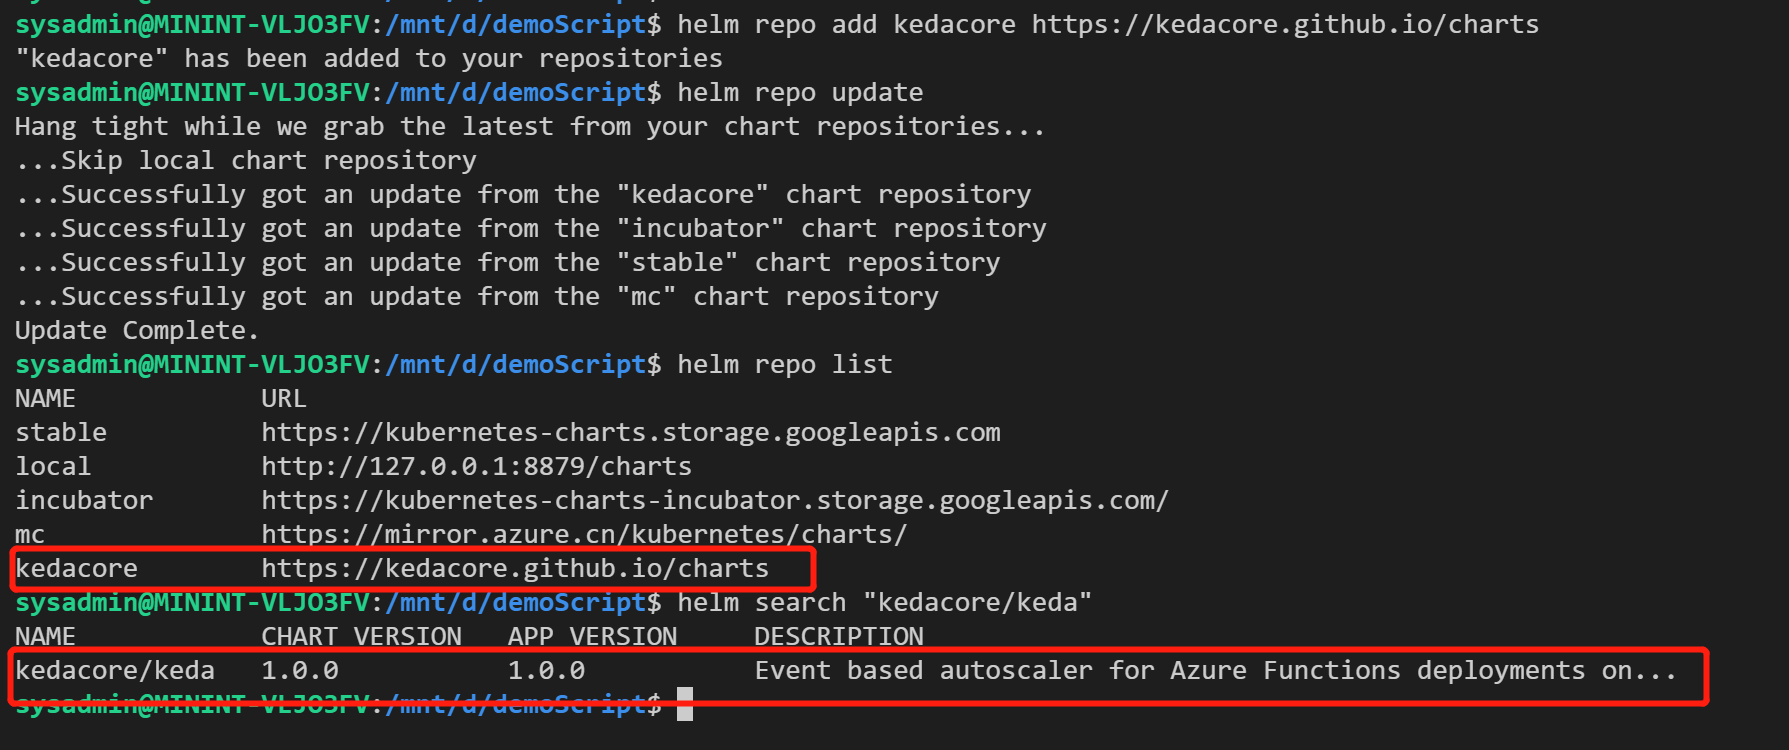 sysadmin@MININT-VLJO3FV:/mnt/d/demoScript$ helm repo add kedacore https://kedacore.github.io/charts
"kedacore" has been added to your repositories
sysadmin@MININT-VLJO3FV:/mnt/d/demoScript$ helm repo update
Hang tight while we grab the latest from your chart repositories...
...Skip local chart repository
...Successfully got an update from the "kedacore" chart repository
...Successfully got an update from the "incubator" chart repository
...Successfully got an update from the "stable" chart repository
...Successfully got an update from the "mc" chart repository
Update Complete.
sysadmin@MININT-VLJO3FV:/mnt/d/demoScript$ helm repo list
NAME URL
stable https://kubernetes-charts.storage.googleapis.com
local http://127.0.0.1:8879/charts
incubator https://kubernetes-charts-incubator.storage.googleapis.com/
mc https://mirror.azure.cn/kubernetes/charts/
kedacore https://kedacore.github.io/charts
sysadmin@MININT-VLJO3FV:/mnt/d/demoScript$ helm search "kedacore/keda"
NAME CHART VERSION APP VERSION DESCRIPTION
kedacore/keda 1.0.0 1.0.0 Event based autoscaler for Azure Functions deployments on...
sysadmin@MININT-VLJO3FV:/mnt/d/demoScript$